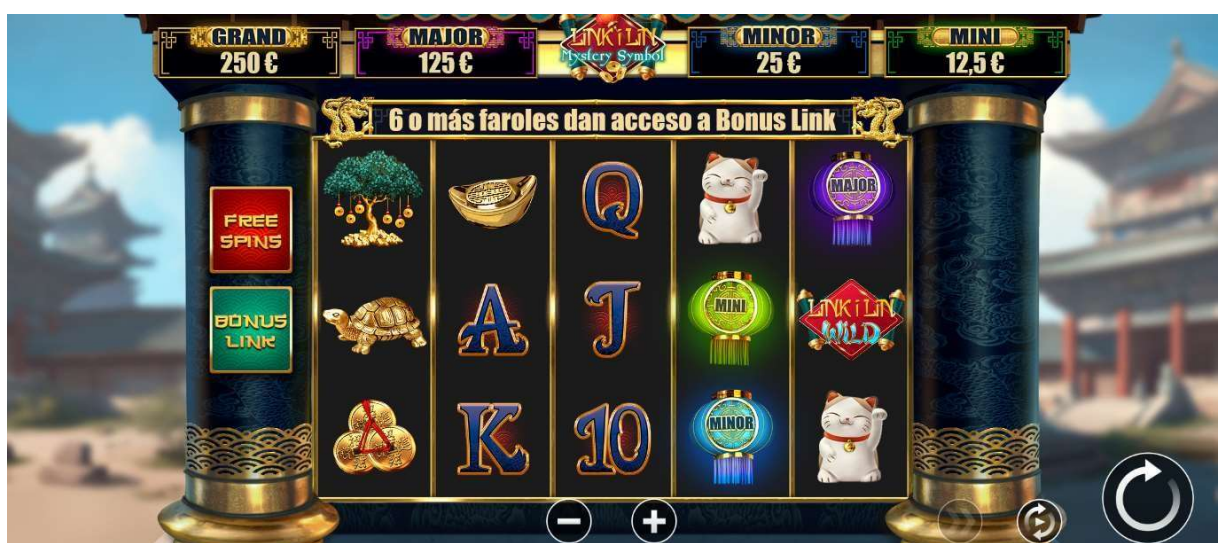 GRAND
250 €
MAJOR
125 €
LINK i LIN
Mystery Symbol
MINOR
25 €
MINI
12,5 €
6 o más faroles dan acceso a Bonus Link
FREE
SPINS
BONUS
LINK
Q
MAJOR
A
J
MINI
LINK i LIN
WILD
K
10
MINOR